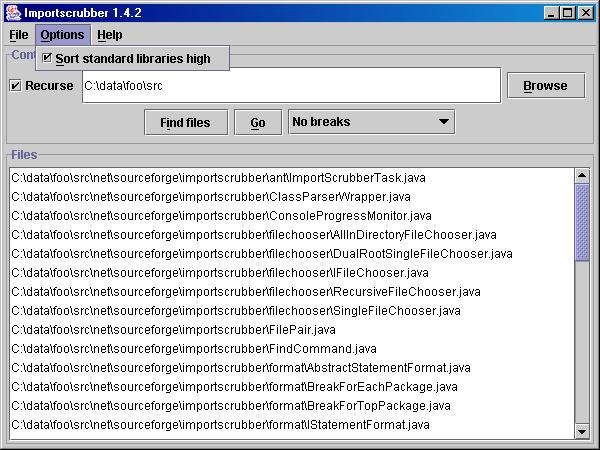 Importscrubber 1.4.2
File Options Help
Sort standard libraries high
Recurse C:\data\foo\src Browse
Find files Go No breaks
Files
C:\data\foo\src\net\sourceforge\importscrubber\ant\ImportScrubberTask.java
C:\data\foo\src\net\sourceforge\importscrubber\ClassParserWrapper.java
C:\data\foo\src\net\sourceforge\importscrubber\ConsoleProgressMonitor.java
C:\data\foo\src\net\sourceforge\importscrubber\filechooser\AllInDirectoryFileChooser.java
C:\data\foo\src\net\sourceforge\importscrubber\filechooser\DualRootSingleFileChooser.java
C:\data\foo\src\net\sourceforge\importscrubber\filechooser\IFileChooser.java
C:\data\foo\src\net\sourceforge\importscrubber\filechooser\RecursiveFileChooser.java
C:\data\foo\src\net\sourceforge\importscrubber\filechooser\SingleFileChooser.java
C:\data\foo\src\net\sourceforge\importscrubber\FilePair.java
C:\data\foo\src\net\sourceforge\importscrubber\FindCommand.java
C:\data\foo\src\net\sourceforge\importscrubber\format\AbstractStatementFormat.java
C:\data\foo\src\net\sourceforge\importscrubber\format\BreakForEachPackage.java
C:\data\foo\src\net\sourceforge\importscrubber\format\BreakForTopPackage.java
C:\data\foo\src\net\sourceforge\importscrubber\format\IStatementFormat.java